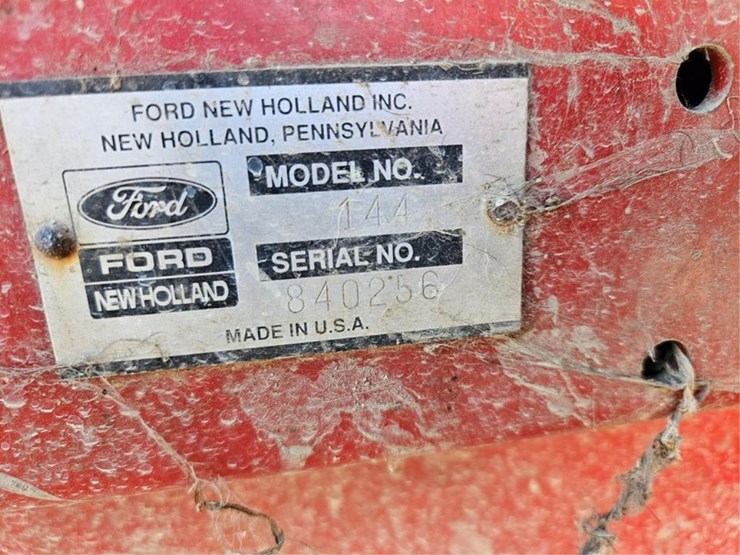 FORD NEW HOLLAND INC.
NEW HOLLAND, PENNSYLVANIA
Ford
FORD
NEW HOLLAND
MODEL NO.
144
SERIAL NO.
840256
MADE IN U.S.A.